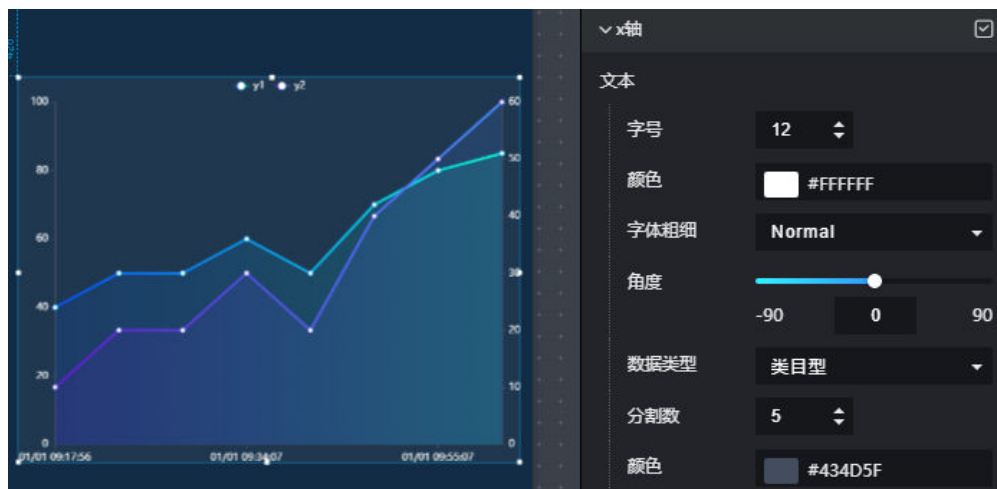 y1 y2
100 60
80 50
60 40
40 30
20 20
0 10
0
01/01 09:17:56 01/01 09:34:07 01/01 09:55:07
x轴
文本
字号 12
颜色 #FFFFFF
字体粗细 Normal
角度
-90 0 90
数据类型 类目型
分割数 5
颜色 #434D5F